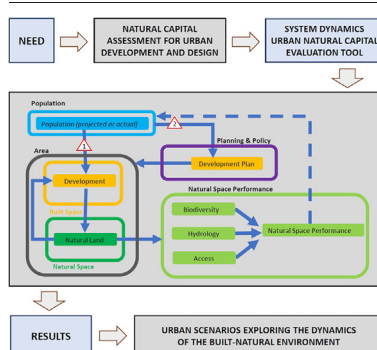 NEED
NATURAL CAPITAL
ASSESSMENT FOR URBAN
DEVELOPMENT AND DESIGN
SYSTEM DYNAMICS
URBAN NATURAL CAPITAL
EVALUATION TOOL
Population
Population (projected or actual)
1
2
Planning & Policy
Area
Development
Development Plan
Built Space
Natural Space Performance
Biodiversity
Hydrology
Natural Space Performance
Natural Land
Access
Natural Space
RESULTS
URBAN SCENARIOS EXPLORING THE DYNAMICS
OF THE BUILT-NATURAL ENVIRONMENT